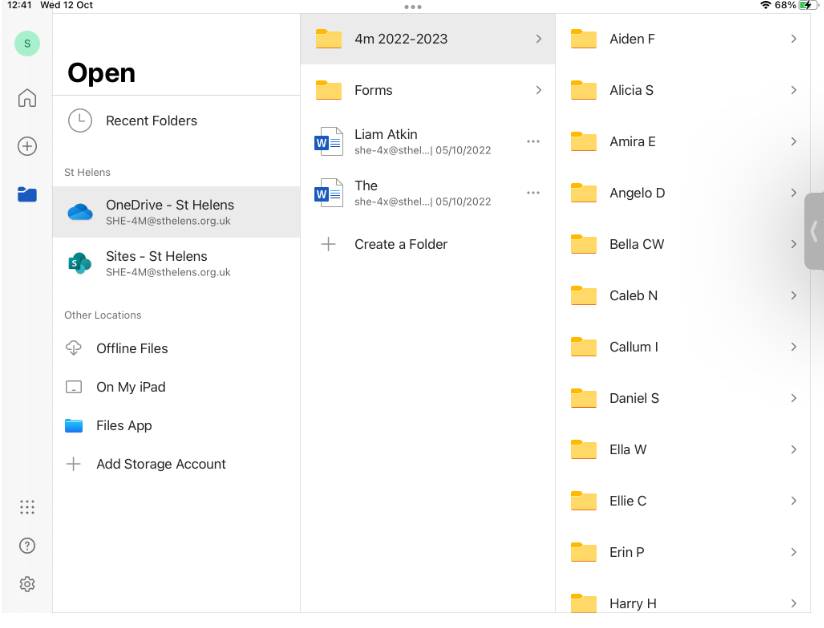 12:41 Wed 12 Oct
68%
S
Open
Recent Folders
St Helens
OneDrive - St Helens
SHE-4M@sthelens.org.uk
Sites - St Helens
SHE-4M@sthelens.org.uk
Other Locations
Offline Files
On My iPad
Files App
Add Storage Account
4m 2022-2023
Forms
Liam Atkin
she-4x@sthel...| 05/10/2022
The
she-4x@sthel...| 05/10/2022
Create a Folder
Aiden F
Alicia S
Amira E
Angelo D
Bella CW
Caleb N
Callum I
Daniel S
Ella W
Ellie C
Erin P
Harry H